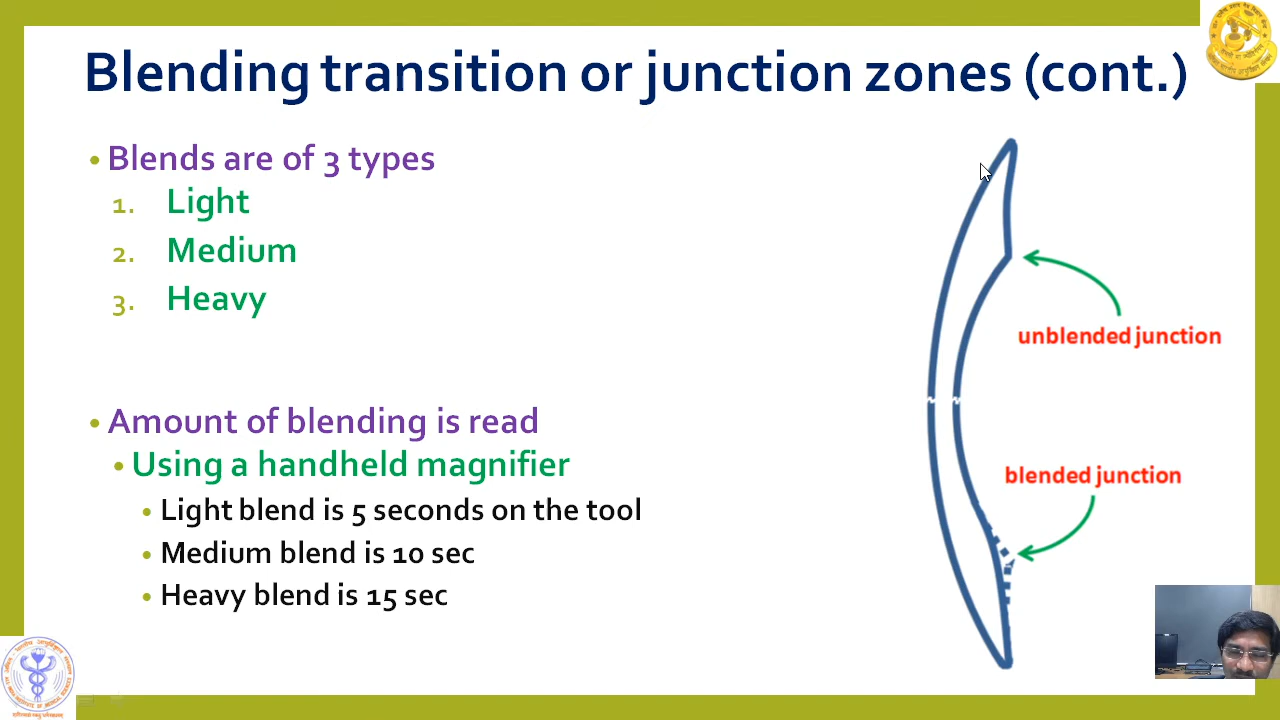 Blending transition or junction zones (cont.)
• Blends are of 3 types
1. Light
2. Medium
3. Heavy
unblended junction
• Amount of blending is read
• Using a handheld magnifier
• Light blend is 5 seconds on the tool
• Medium blend is 10 sec
• Heavy blend is 15 sec
blended junction